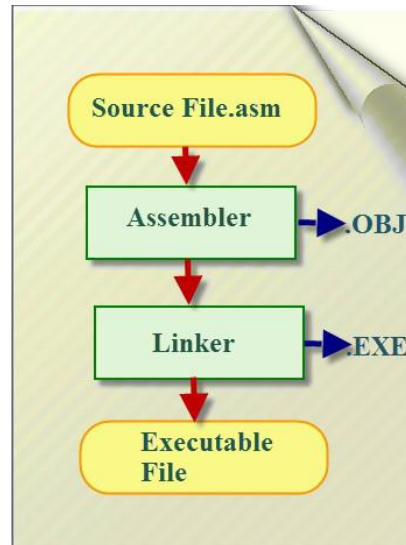 Source File.asm
Assembler
.OBJ
Linker
.EXE
Executable
File